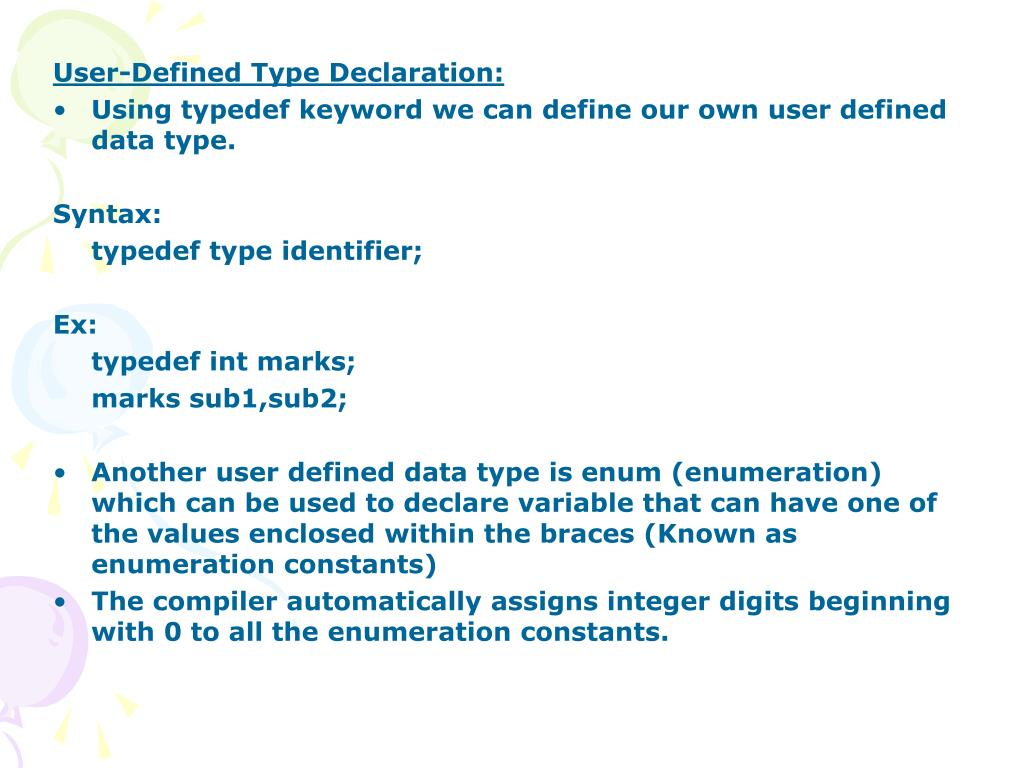 User-Defined Type Declaration:
• Using typedef keyword we can define our own user defined
data type.
Syntax:
typedef type identifier;
Ex:
typedef int marks;
marks sub1,sub2;
• Another user defined data type is enum (enumeration)
which can be used to declare variable that can have one of
the values enclosed within the braces (Known as
enumeration constants)
• The compiler automatically assigns integer digits beginning
with 0 to all the enumeration constants.